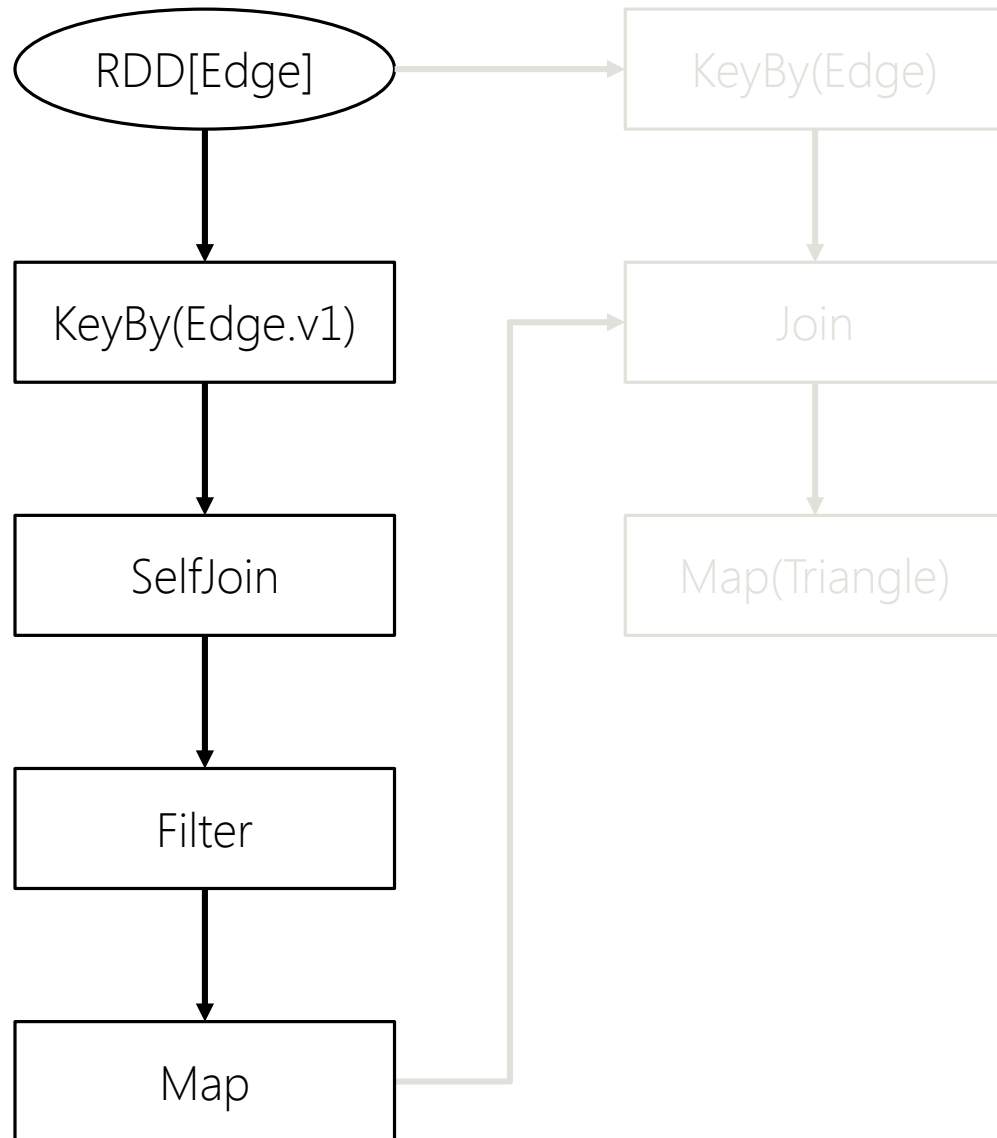 RDD[Edge]
KeyBy(Edge)
KeyBy(Edge.v1)
Join
SelfJoin
Map(Triangle)
Filter
Map